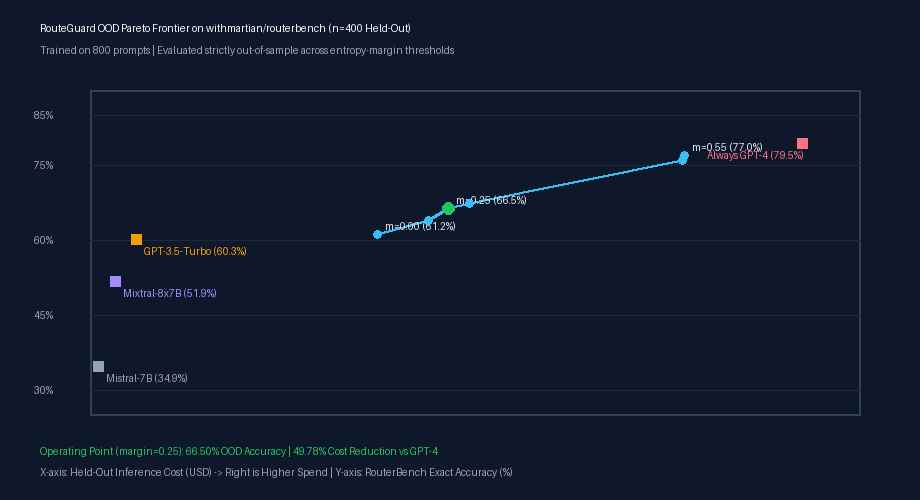 RouteGuard OOD Pareto Frontier on withmartian/routerbench (n=400 Held-Out)
Trained on 800 prompts | Evaluated strictly out-of-sample across entropy-margin thresholds
85%
m=0.55 (77.0%)
Always GPT-4 (79.5%)
75%
m=0.25 (66.5%)
m=0.00 (61.2%)
60%
GPT-3.5-Turbo (60.3%)
Mixtral-8x7B (51.9%)
45%
Mistral-7B (34.9%)
30%
Operating Point (margin=0.25): 66.50% OOD Accuracy | 49.78% Cost Reduction vs GPT-4
X-axis: Held-Out Inference Cost (USD) -> Right is Higher Spend | Y-axis: RouterBench Exact Accuracy (%)